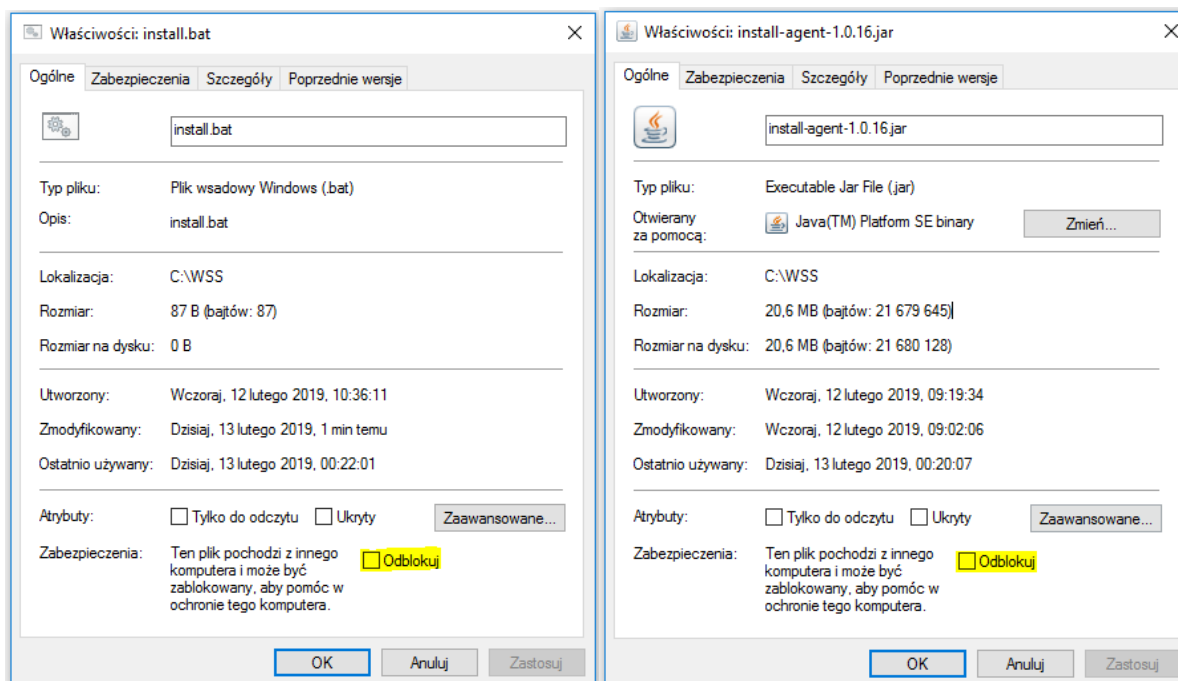 Właściwości: install.bat
Ogólne Zabezpieczenia Szczegóły Poprzednie wersje
install.bat
Typ pliku: Plik wsadowy Windows (.bat)
Opis: install.bat
Lokalizacja: C:\WSS
Rozmiar: 87 B (bajtów: 87)
Rozmiar na dysku: 0 B
Utworzony: Wczoraj, 12 lutego 2019, 10:36:11
Zmodyfikowany: Dzisiaj, 13 lutego 2019, 1 min temu
Ostatnio używany: Dzisiaj, 13 lutego 2019, 00:22:01
Atrybuty: Tylko do odczytu Ukryty Zaawansowane...
Zabezpieczenia: Ten plik pochodzi z innego
komputera i może być
zablokowany, aby pomóc w
ochronie tego komputera.
Odblokuj
OK Anuluj Zastosuj
Właściwości: install-agent-1.0.16.jar
Ogólne Zabezpieczenia Szczegóły Poprzednie wersje
install-agent-1.0.16.jar
Typ pliku: Executable Jar File (.jar)
Otwierany
za pomocą:
Java(TM) Platform SE binary Zmień...
Lokalizacja: C:\WSS
Rozmiar: 20,6 MB (bajtów: 21 679 645)
Rozmiar na dysku: 20,6 MB (bajtów: 21 680 128)
Utworzony: Wczoraj, 12 lutego 2019, 09:19:34
Zmodyfikowany: Wczoraj, 12 lutego 2019, 09:02:06
Ostatnio używany: Dzisiaj, 13 lutego 2019, 00:20:07
Atrybuty: Tylko do odczytu Ukryty Zaawansowane...
Zabezpieczenia: Ten plik pochodzi z innego
komputera i może być
zablokowany, aby pomóc w
ochronie tego komputera.
Odblokuj
OK Anuluj Zastosuj